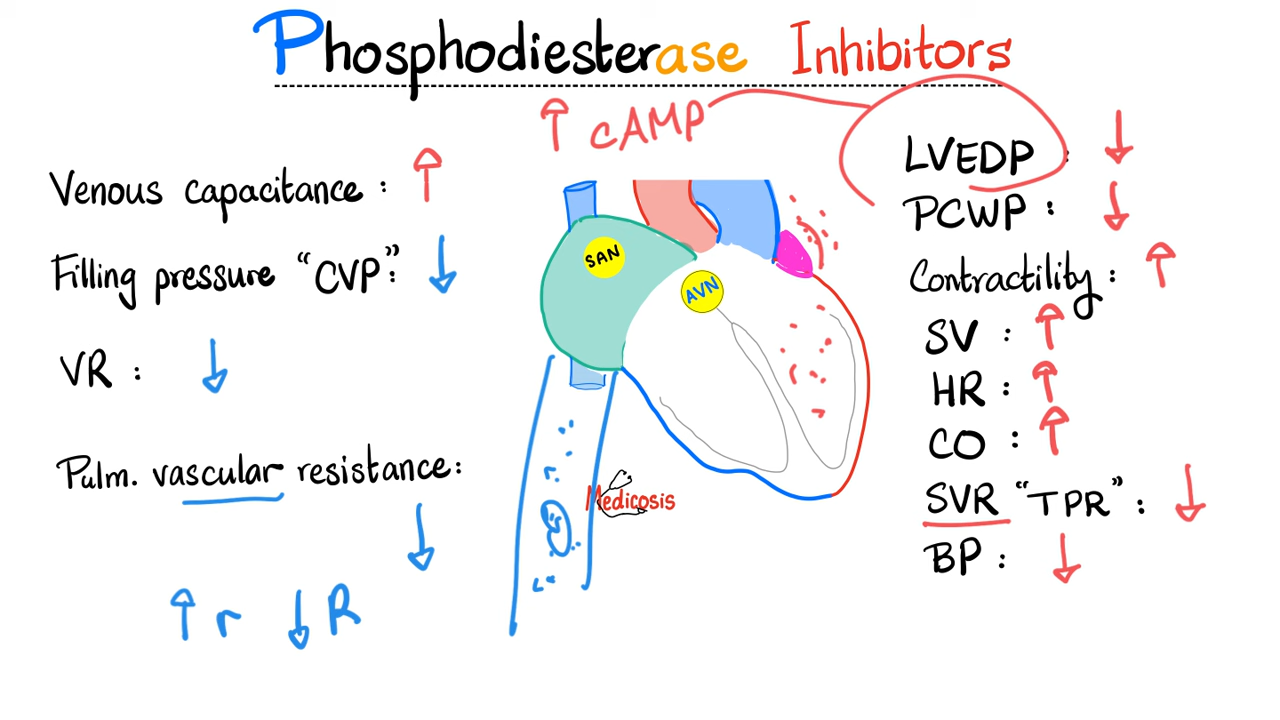 Phosphodiesterase Inhibitors
↑ cAMP
Venous capacitance : ↑
Filling pressure “CVP”: ↓
VR : ↓
Pulm. vascular resistance: ↓
↑ r ↓ R
SAN
AVN
Medicosis
LVEDP : ↓
PCWP : ↓
Contractility : ↑
SV : ↑
HR : ↑
CO : ↑
SVR “TPR” : ↓
BP : ↓